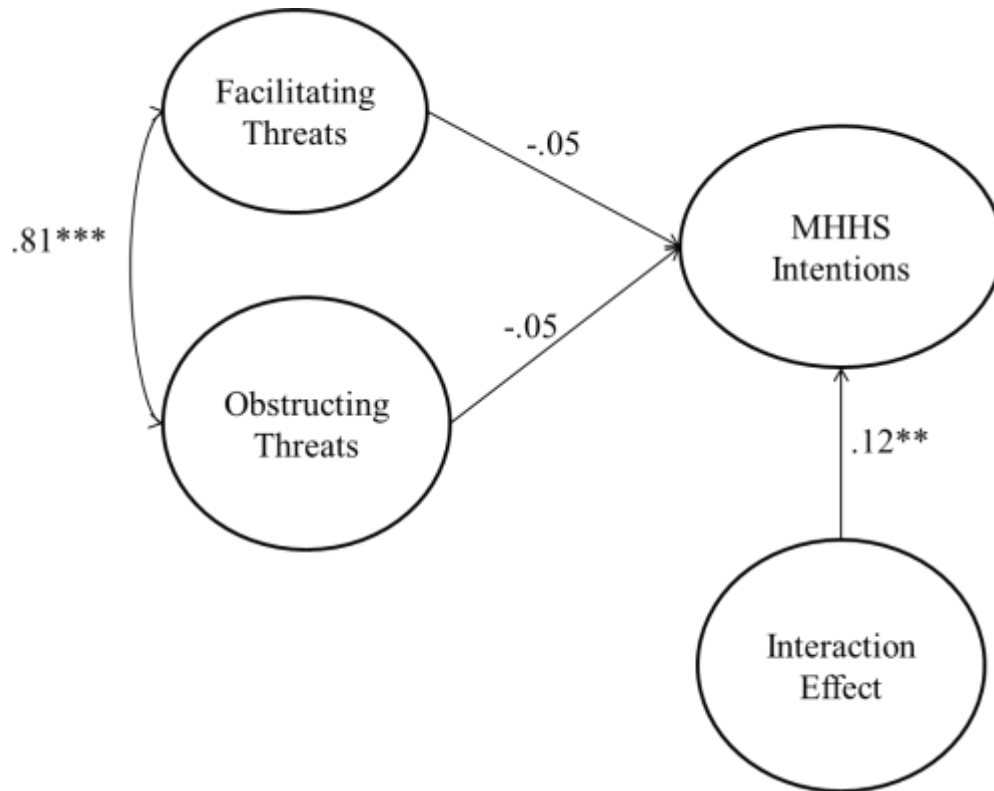 Facilitating
Threats
-.05
.81***
MHHS
Intentions
-.05
Obstructing
Threats
.12**
Interaction
Effect